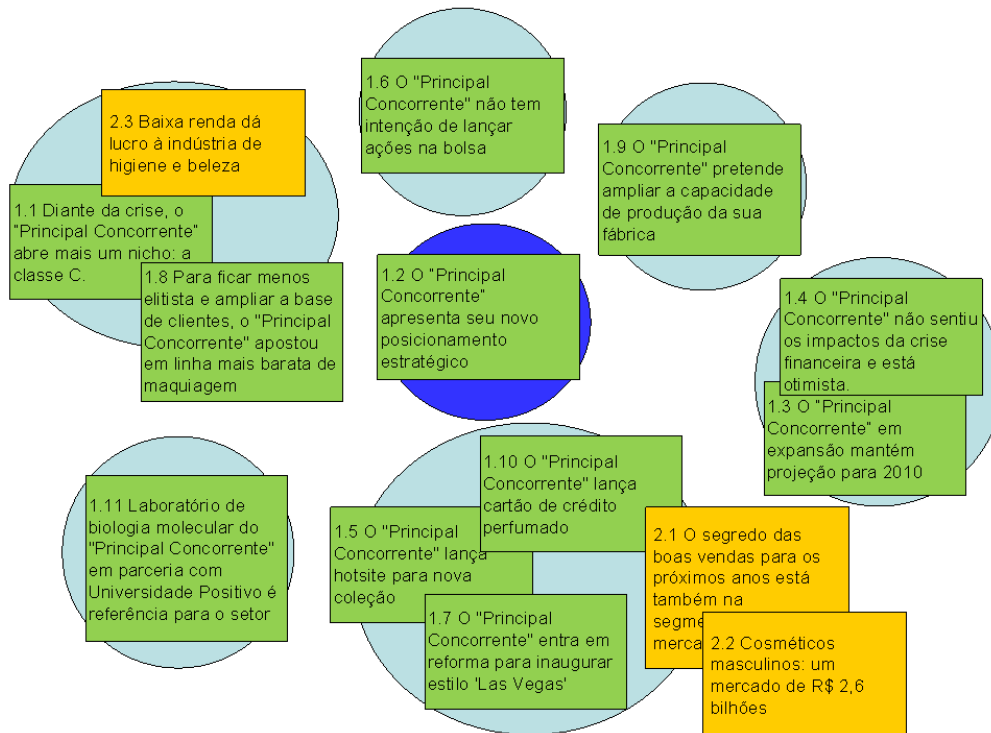 2.3 Baixa renda dá
lucro à indústria de
higiene e beleza
1.1 Diante da crise, o
"Principal Concorrente"
abre mais um nicho: a
classe C.
1.8 Para ficar menos
elitista e ampliar a base
de clientes, o "Principal
Concorrente" apostou
em linha mais barata de
maquiagem
1.6 O "Principal
Concorrente" não tem
intenção de lançar
ações na bolsa
1.9 O "Principal
Concorrente" pretende
ampliar a capacidade
de produção da sua
fábrica
1.2 O "Principal
Concorrente"
apresenta seu novo
posicionamento
estratégico
1.4 O "Principal
Concorrente" não sentiu
os impactos da crise
financeira e está
otimista.
1.3 O "Principal
Concorrente" em
expansão mantém
projeção para 2010
1.11 Laboratório de
biologia molecular do
"Principal Concorrente"
em parceria com
Universidade Positivo é
referência para o setor
1.10 O "Principal
Concorrente" lança
cartão de crédito
perfumado
1.5 O "Principal
Concorrente" lança
hotsite para nova
coleção
1.7 O "Principal
Concorrente" entra em
reforma para inaugurar
estilo 'Las Vegas'
2.1 O segredo das
boas vendas para os
próximos anos está
também na
2.2 Cosméticos
masculinos: um
mercado de R$ 2,6
bilhões